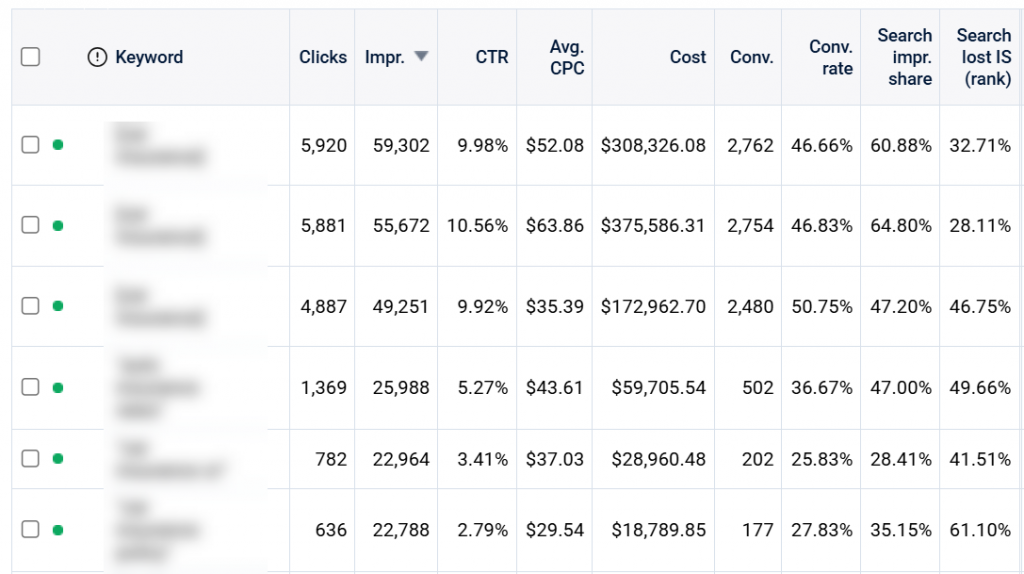 Keyword Clicks Impr. CTR Avg. CPC Cost Conv. Conv. rate Search impr. share Search lost IS (rank)
5,920 59,302 9.98% $52.08 $308,326.08 2,762 46.66% 60.88% 32.71%
5,881 55,672 10.56% $63.86 $375,586.31 2,754 46.83% 64.80% 28.11%
4,887 49,251 9.92% $35.39 $172,962.70 2,480 50.75% 47.20% 46.75%
1,369 25,988 5.27% $43.61 $59,705.54 502 36.67% 47.00% 49.66%
782 22,964 3.41% $37.03 $28,960.48 202 25.83% 28.41% 41.51%
636 22,788 2.79% $29.54 $18,789.85 177 27.83% 35.15% 61.10%